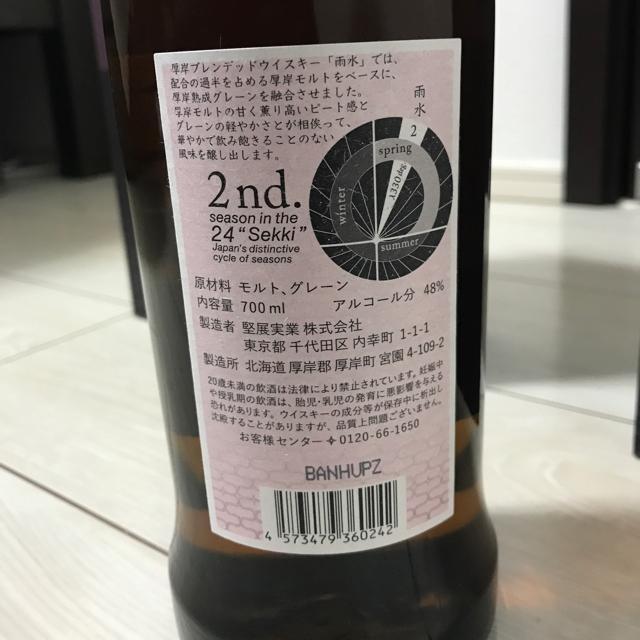 厚岸ブレンデッドウイスキー「雨水」では、
配合の過半を占める厚岸モルトをベースに、
厚岸熟成グレーンを融合させました。
厚岸モルトの甘く薫り高いピート感と
グレーンの軽やかさとが相俟って、
華やかで飲み飽きることのない
風味を醸し出します。
雨水
2
spring
λ330deg
winter
summer
2nd.
season in the
24 "Sekki"
Japan's distinctive
cycle of seasons
原材料 モルト、グレーン
内容量 700ml アルコール分 48%
製造者 堅展実業 株式会社
東京都 千代田区 内幸町 1-1-1
製造所 北海道 厚岸郡 厚岸町 宮園 4-109-2
20歳未満の飲酒は法律により禁止されています。妊娠中
や授乳期の飲酒は、胎児・乳児の発育に悪影響を与える
恐れがあります。ウイスキーの成分等が保存中に析出し
沈殿することがありますが、品質上問題ございません。
お客様センター 0120-66-1650
BANHUPZ
4 573479 360242